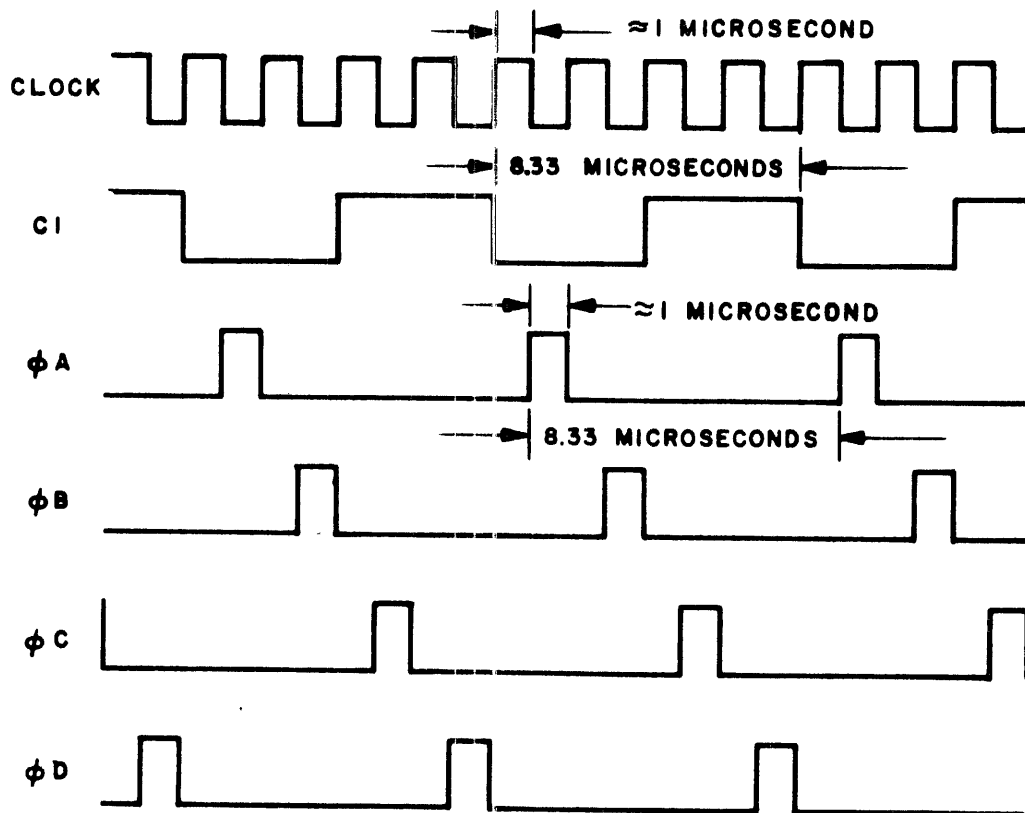 ≈1 MICROSECOND
CLOCK
8.33 MICROSECONDS
C1
≈1 MICROSECOND
ϕA
8.33 MICROSECONDS
ϕB
ϕC
ϕD